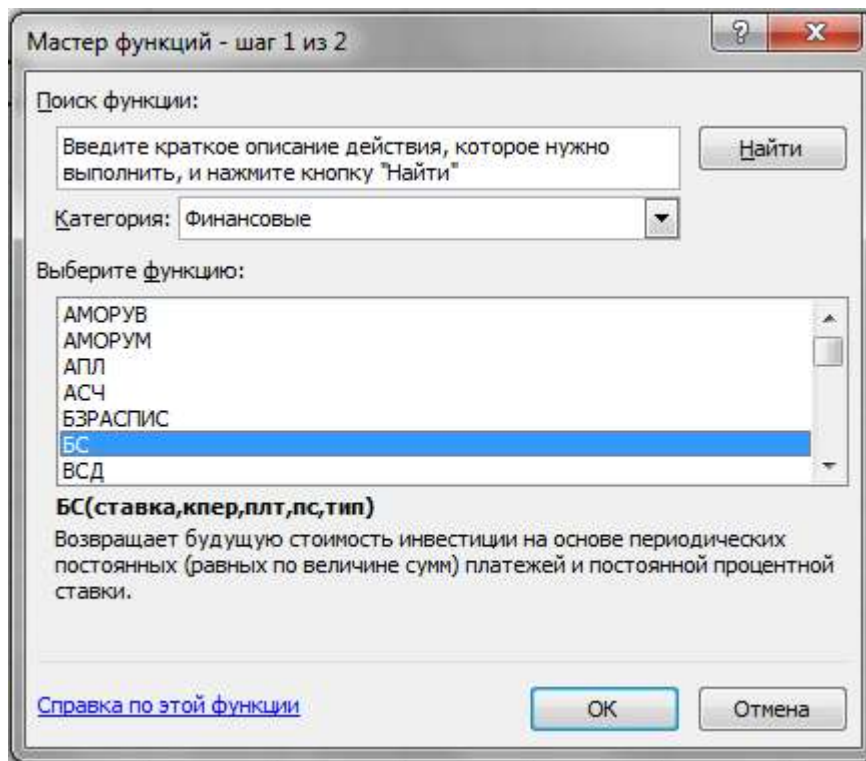 Мастер функций - шаг 1 из 2
Поиск функции:
Введите краткое описание действия, которое нужно
выполнить, и нажмите кнопку "Найти"
Найти
Категория: Финансовые
Выберите функцию:
АМОРУВ
АМОРУМ
АПЛ
АСЧ
БЗРАСПИС
БС
ВСД
БС(ставка,кпер,плт,пс,тип)
Возвращает будущую стоимость инвестиции на основе периодических
постоянных (равных по величине сумм) платежей и постоянной процентной
ставки.
Справка по этой функции
ОК
Отмена